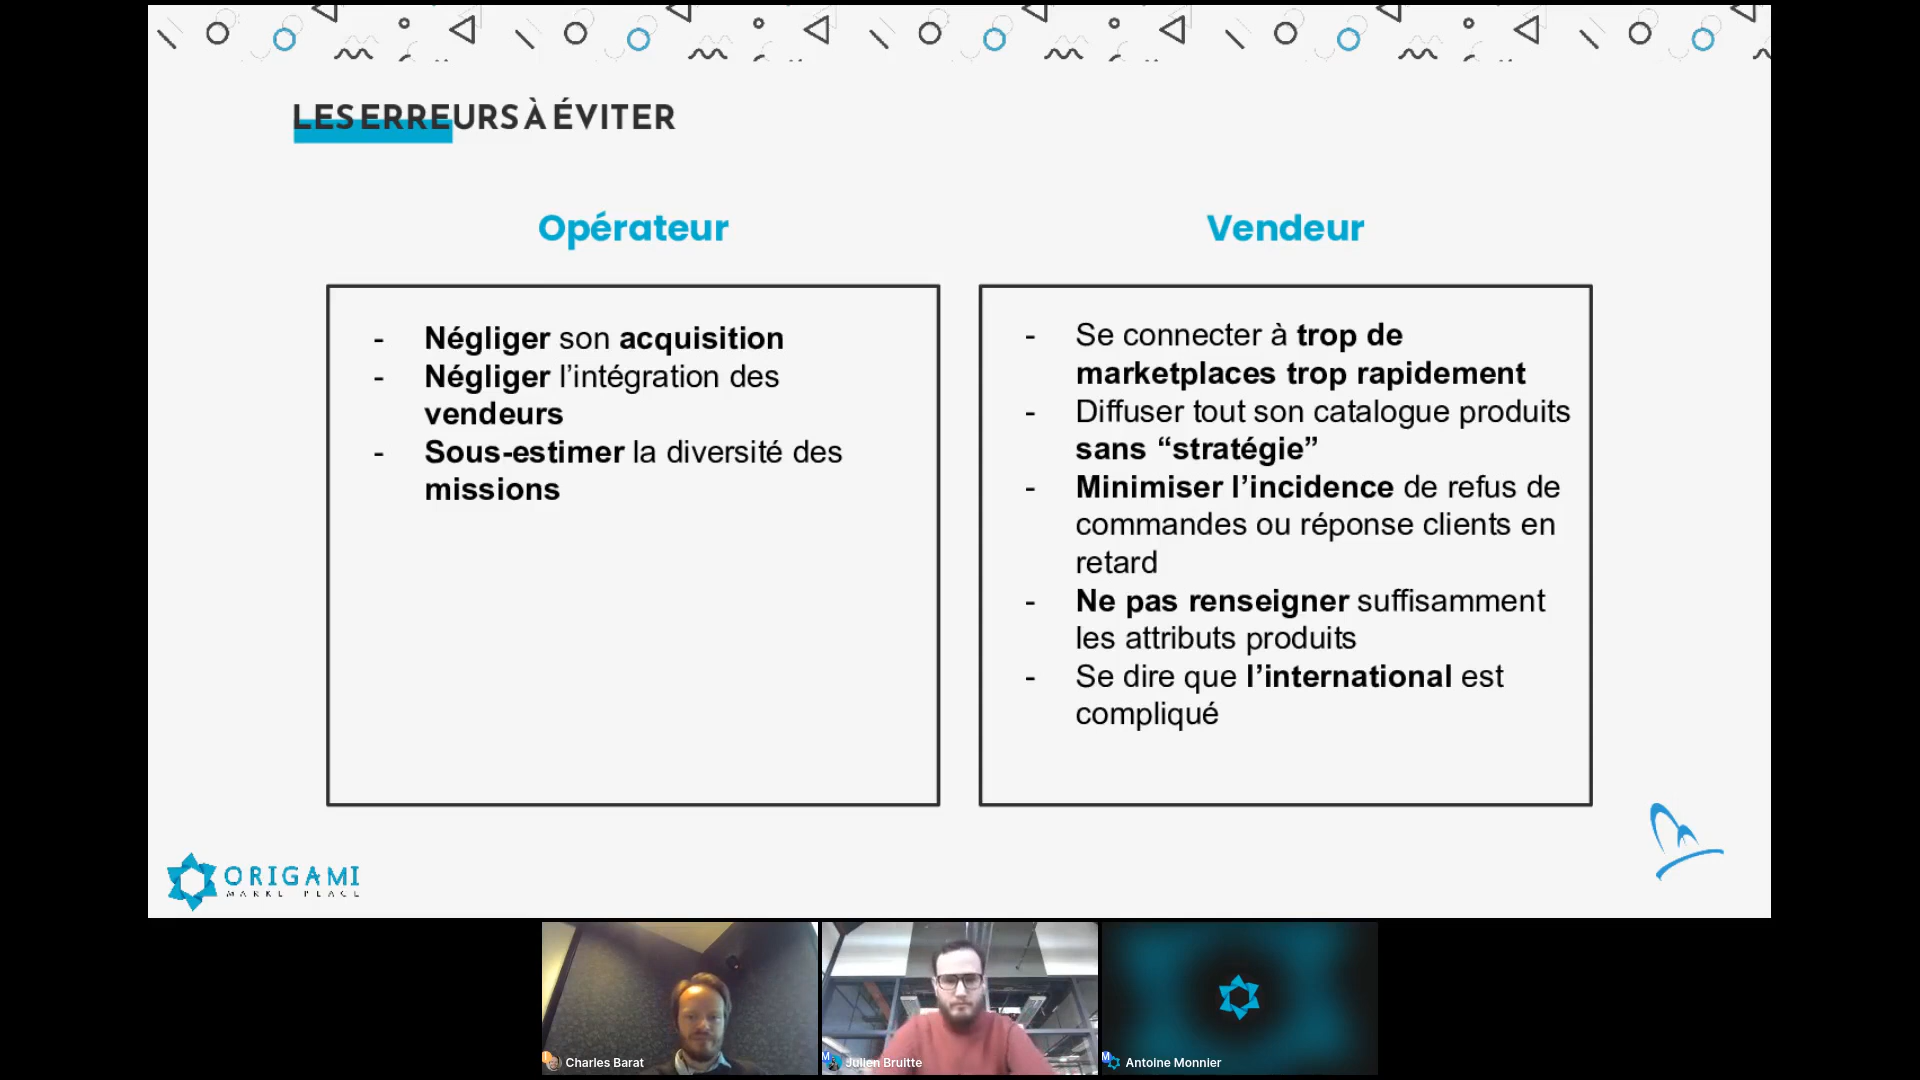 LES ERREURS À ÉVITER
Opérateur
- Négliger son acquisition
- Négliger l’intégration des
vendeurs
- Sous-estimer la diversité des
missions
Vendeur
- Se connecter à trop de
marketplaces trop rapidement
- Diffuser tout son catalogue produits
sans “stratégie”
- Minimiser l’incidence de refus de
commandes ou réponse clients en
retard
- Ne pas renseigner suffisamment
les attributs produits
- Se dire que l’international est
compliqué
ORIGAMI
Charles Barat
Julien Bruitte
Antoine Monnier